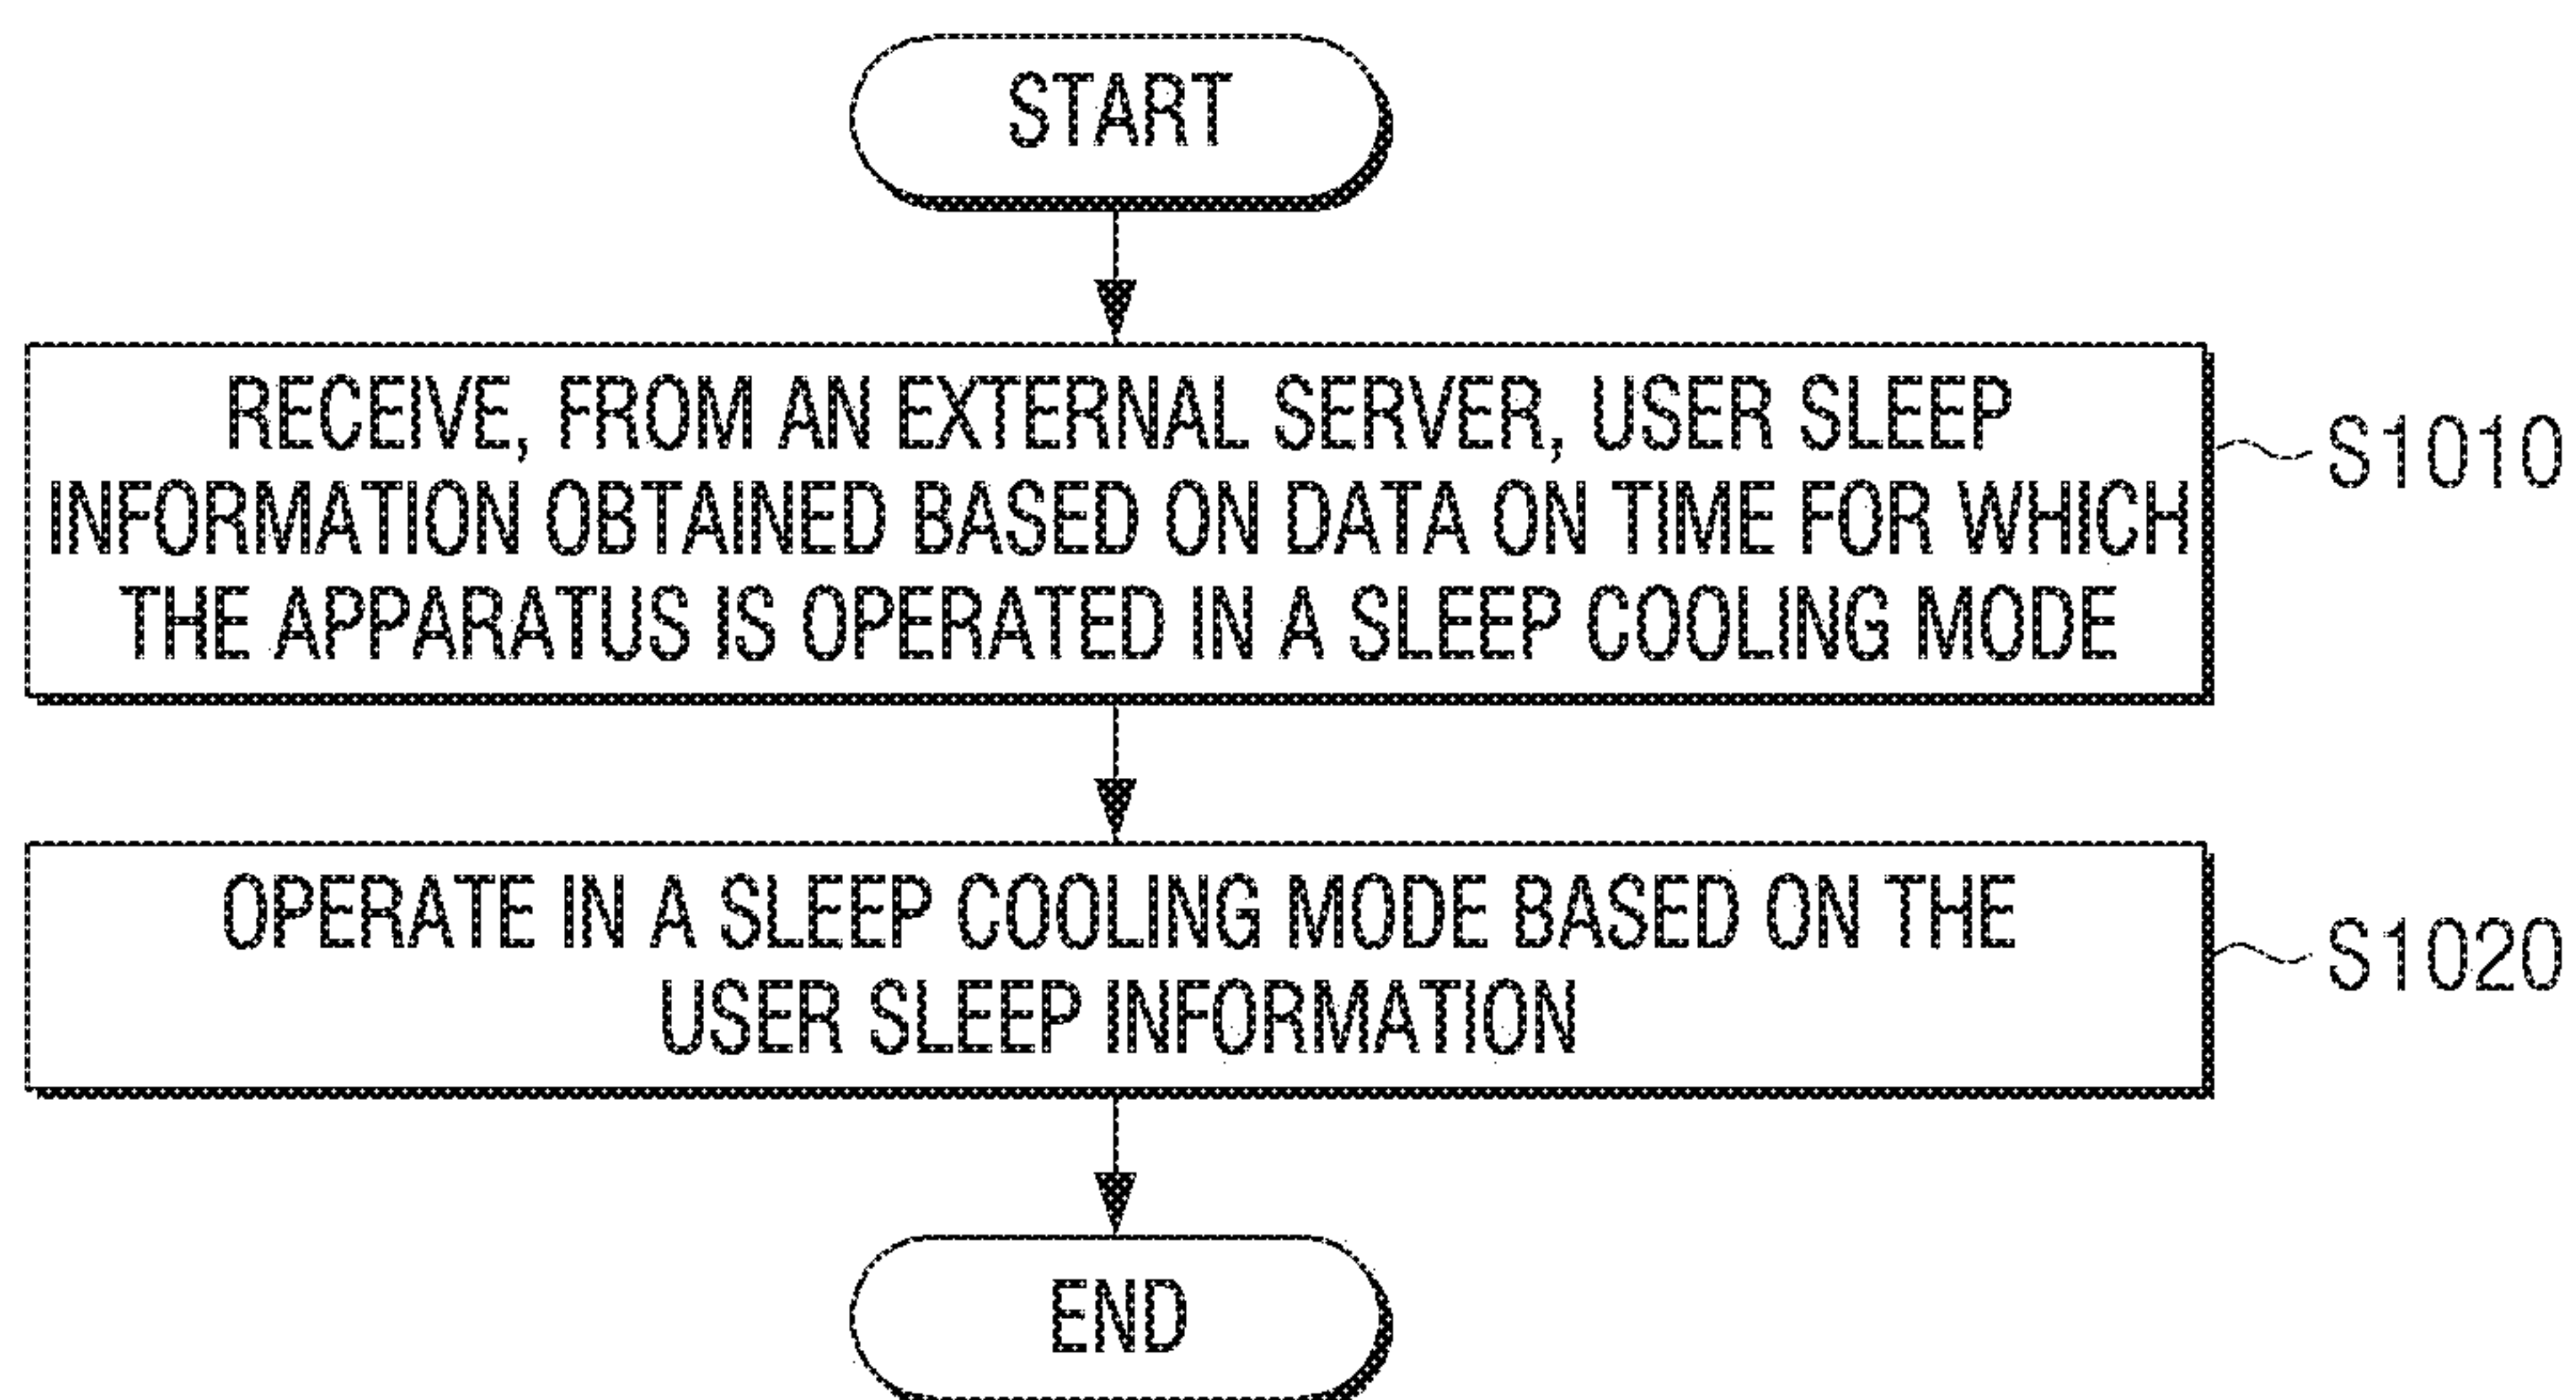 START
RECEIVE, FROM AN EXTERNAL SERVER, USER SLEEP
INFORMATION OBTAINED BASED ON DATA ON TIME FOR WHICH
THE APPARATUS IS OPERATED IN A SLEEP COOLING MODE
S1010
OPERATE IN A SLEEP COOLING MODE BASED ON THE
USER SLEEP INFORMATION
S1020
END